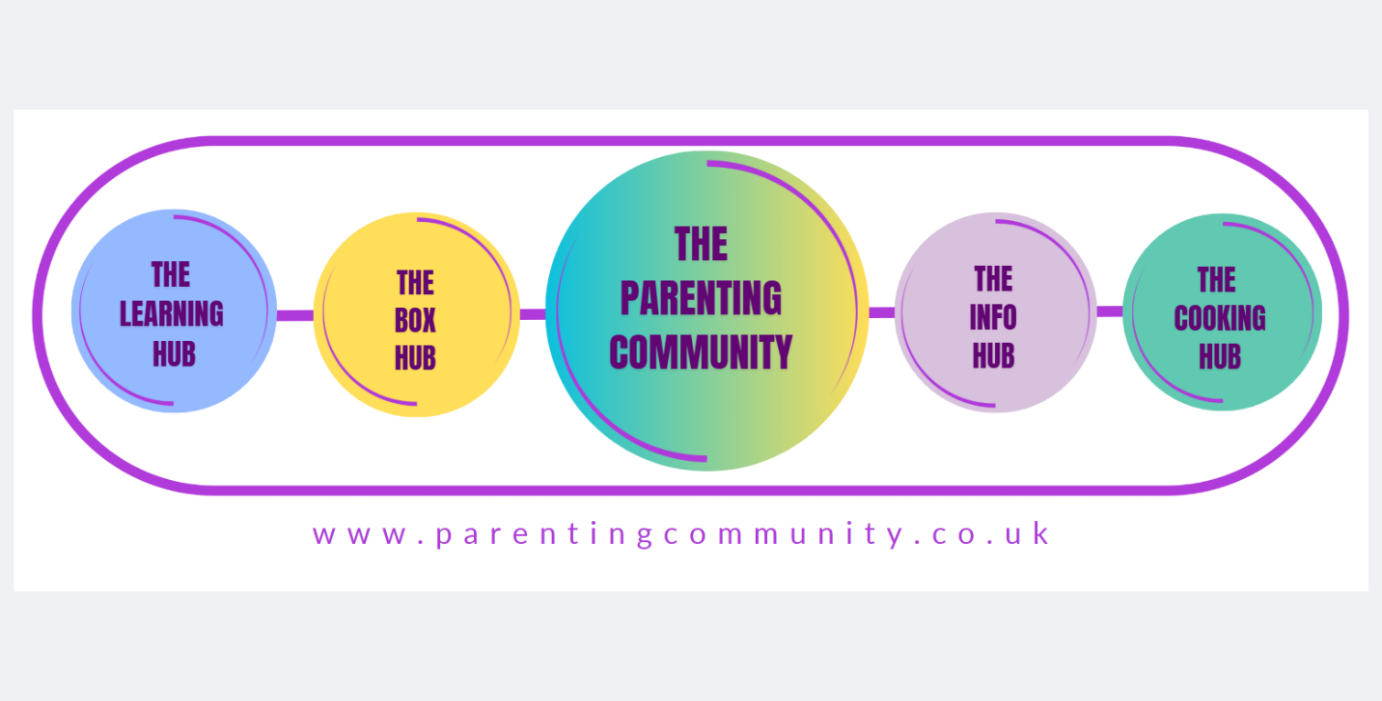 THE
LEARNING
HUB
THE
BOX
HUB
THE
PARENTING
COMMUNITY
THE
INFO
HUB
THE
COOKING
HUB
www.parentingcommunity.co.uk